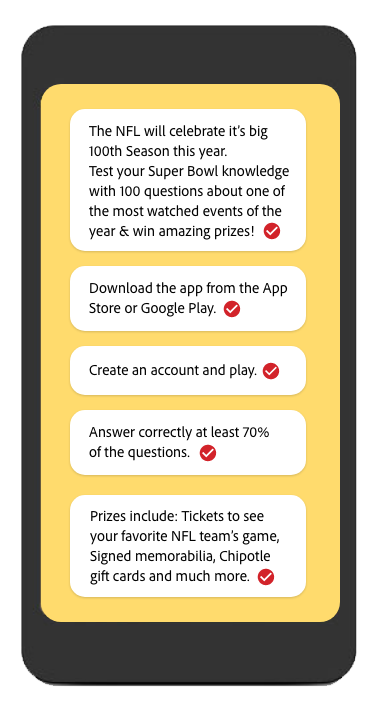 The NFL will celebrate it's big
100th Season this year.
Test your Super Bowl knowledge
with 100 questions about one of
the most watched events of the
year & win amazing prizes!
Download the app from the App
Store or Google Play.
Create an account and play.
Answer correctly at least 70%
of the questions.
Prizes include: Tickets to see
your favorite NFL team's game,
Signed memorabilia, Chipotle
gift cards and much more.